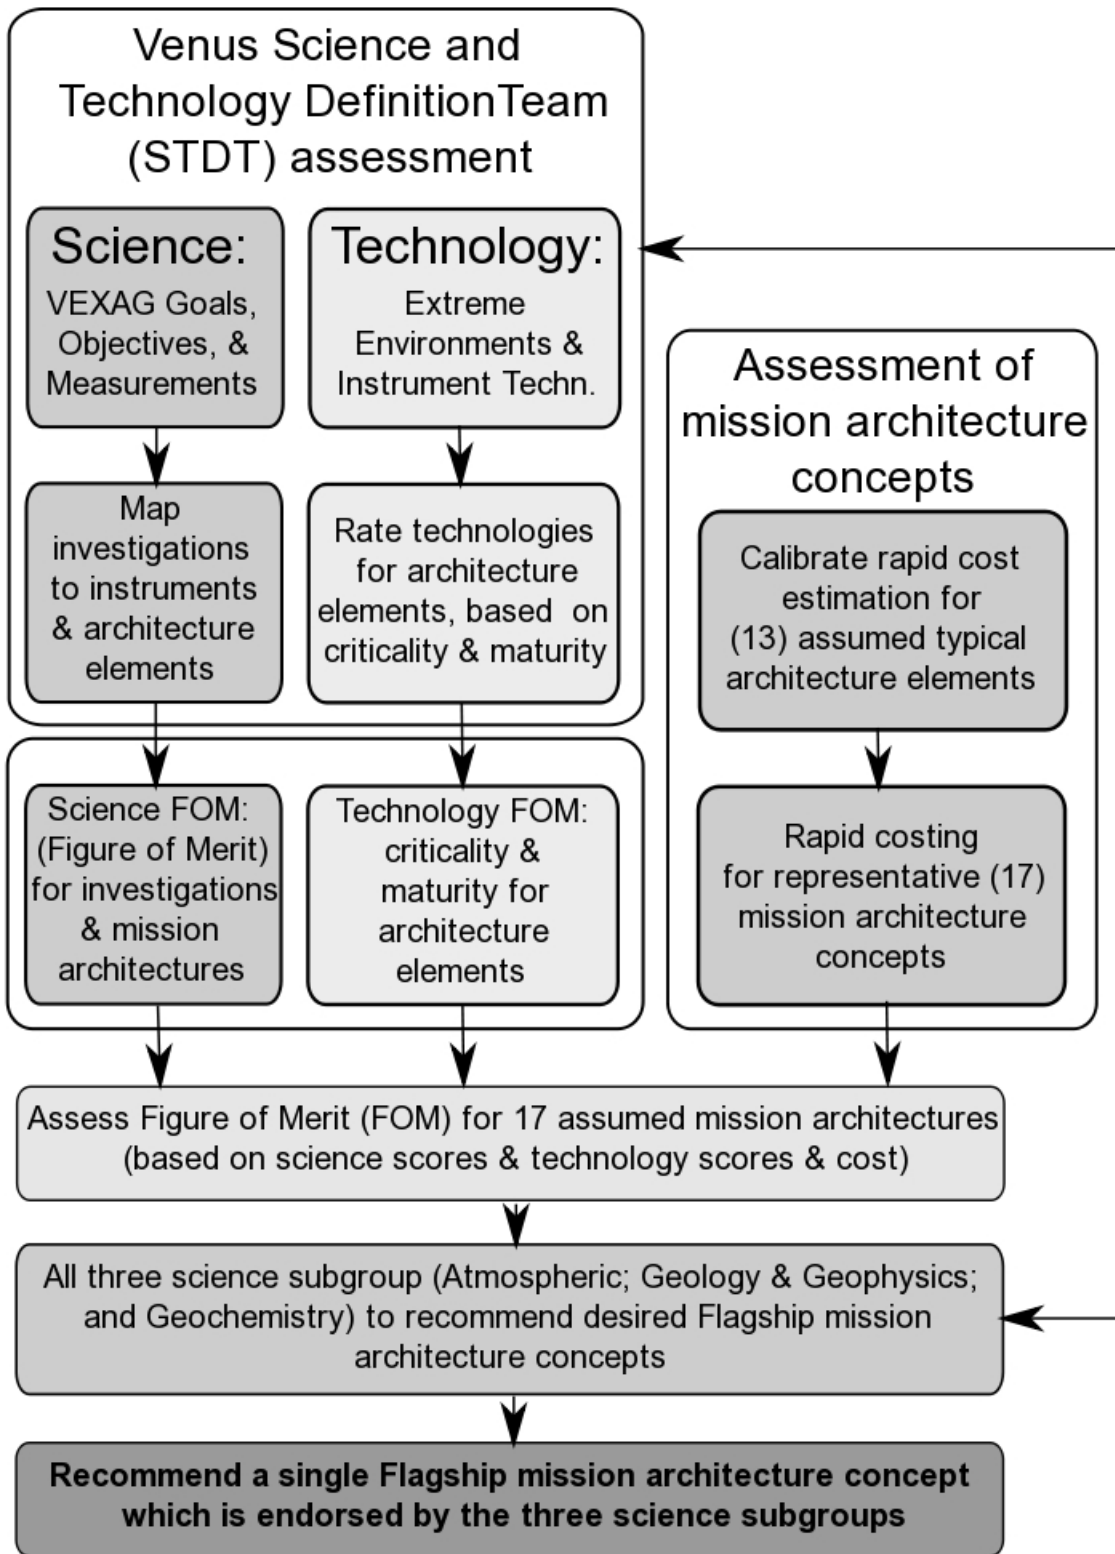 Venus Science and
Technology DefinitionTeam
(STDT) assessment
Science:
VEXAG Goals,
Objectives, &
Measurements
Technology:
Extreme
Environments &
Instrument Techn.
Map
investigations
to instruments
& architecture
elements
Rate technologies
for architecture
elements, based on
criticality & maturity
Science FOM:
(Figure of Merit)
for investigations
& mission
architectures
Technology FOM:
criticality &
maturity for
architecture
elements
Assessment of
mission architecture
concepts
Calibrate rapid cost
estimation for
(13) assumed typical
architecture elements
Rapid costing
for representative (17)
mission architecture
concepts
Assess Figure of Merit (FOM) for 17 assumed mission architectures
(based on science scores & technology scores & cost)
All three science subgroup (Atmospheric; Geology & Geophysics;
and Geochemistry) to recommend desired Flagship mission
architecture concepts
Recommend a single Flagship mission architecture concept
which is endorsed by the three science subgroups